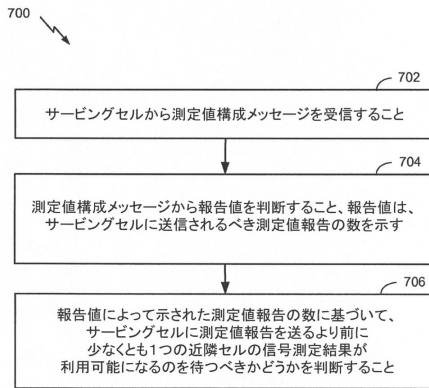 700
702
サービングセルから測定値構成メッセージを受信すること
704
測定値構成メッセージから報告値を判断すること、報告値は、
サービングセルに送信されるべき測定値報告の数を示す
706
報告値によって示された測定値報告の数に基づいて、
サービングセルに測定値報告を送るより前に
少なくとも1つの近隣セルの信号測定結果が
利用可能になるのを待つべきかどうかを判断すること